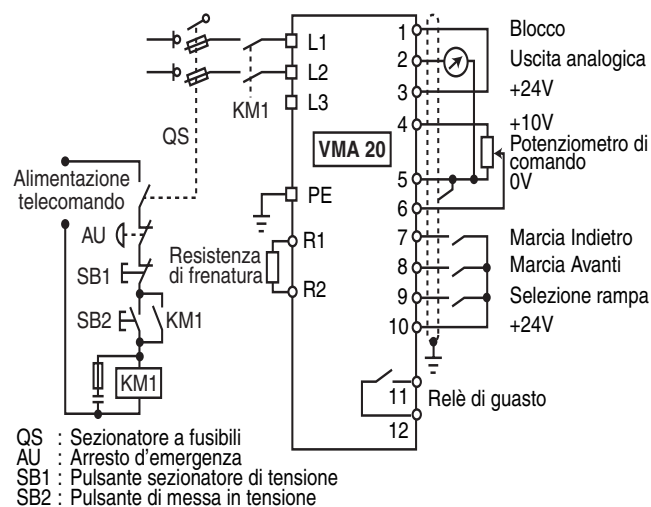 1 Blocco
L1
2 Uscita analogica
L2
3 +24V
L3
KM1
4 +10V
QS
VMA 20
Potenziometro di
comando
5 0V
Alimentazione
telecomando
PE
6
AU
R1
7 Marcia Indietro
Resistenza
di frenatura
SB1
8 Marcia Avanti
R2
9 Selezione rampa
SB2
KM1
10 +24V
KM1
11 Relè di guasto
12
QS : Sezionatore a fusibili
AU : Arresto d'emergenza
SB1 : Pulsante sezionatore di tensione
SB2 : Pulsante di messa in tensione